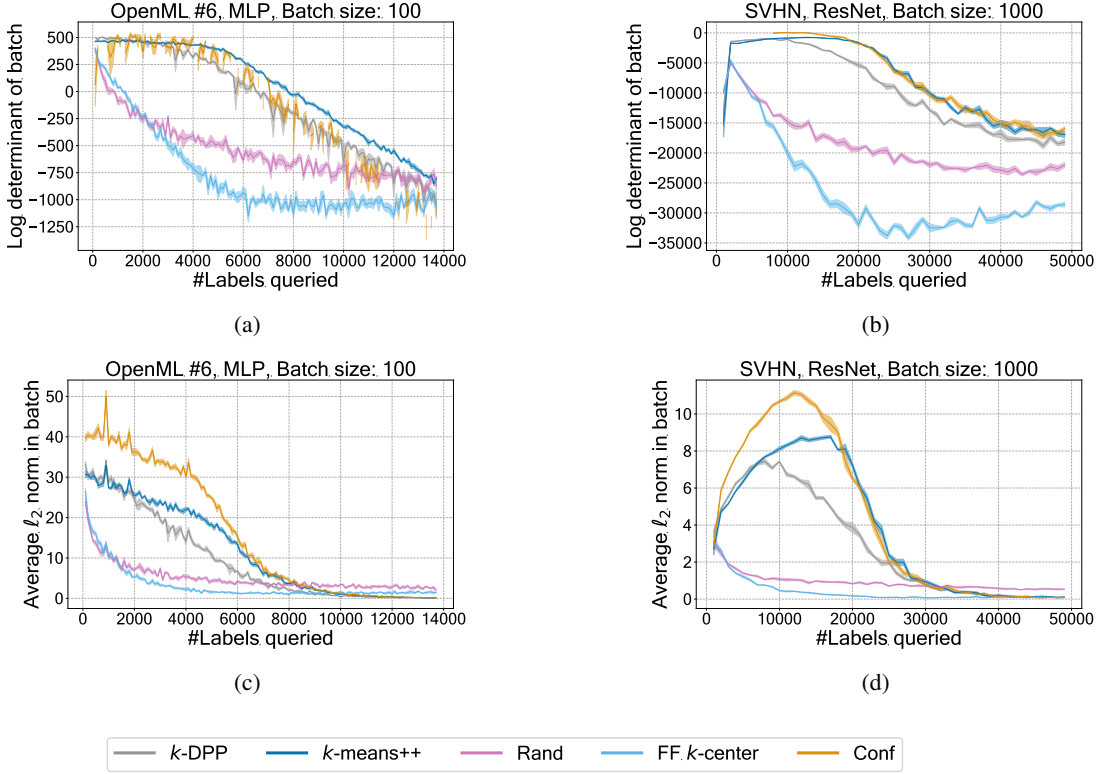 OpenML #6, MLP, Batch size: 100
Log determinant of batch
500
250
0
−250
−500
−750
−1000
−1250
0 2000 4000 6000 8000 10000 12000 14000
#Labels queried
(a)
SVHN, ResNet, Batch size: 1000
Log determinant of batch
0
−5000
−10000
−15000
−20000
−25000
−30000
−35000
0 10000 20000 30000 40000 50000
#Labels queried
(b)
OpenML #6, MLP, Batch size: 100
Average ℓ₂ norm in batch
50
40
30
20
10
0
0 2000 4000 6000 8000 10000 12000 14000
#Labels queried
(c)
SVHN, ResNet, Batch size: 1000
Average ℓ₂ norm in batch
10
8
6
4
2
0
0 10000 20000 30000 40000 50000
#Labels queried
(d)
k-DPP k-means++ Rand FF k-center Conf